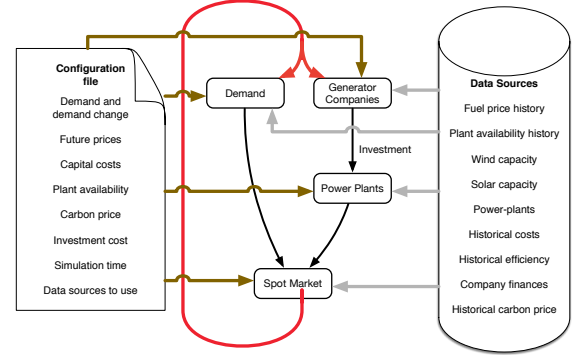 Configuration
file
Demand and
demand change
Future prices
Capital costs
Plant availability
Carbon price
Investment cost
Simulation time
Data sources to use
Demand
Generator
Companies
Investment
Power Plants
Spot Market
Data Sources
Fuel price history
Plant availability history
Wind capacity
Solar capacity
Power-plants
Historical costs
Historical efficiency
Company finances
Historical carbon price